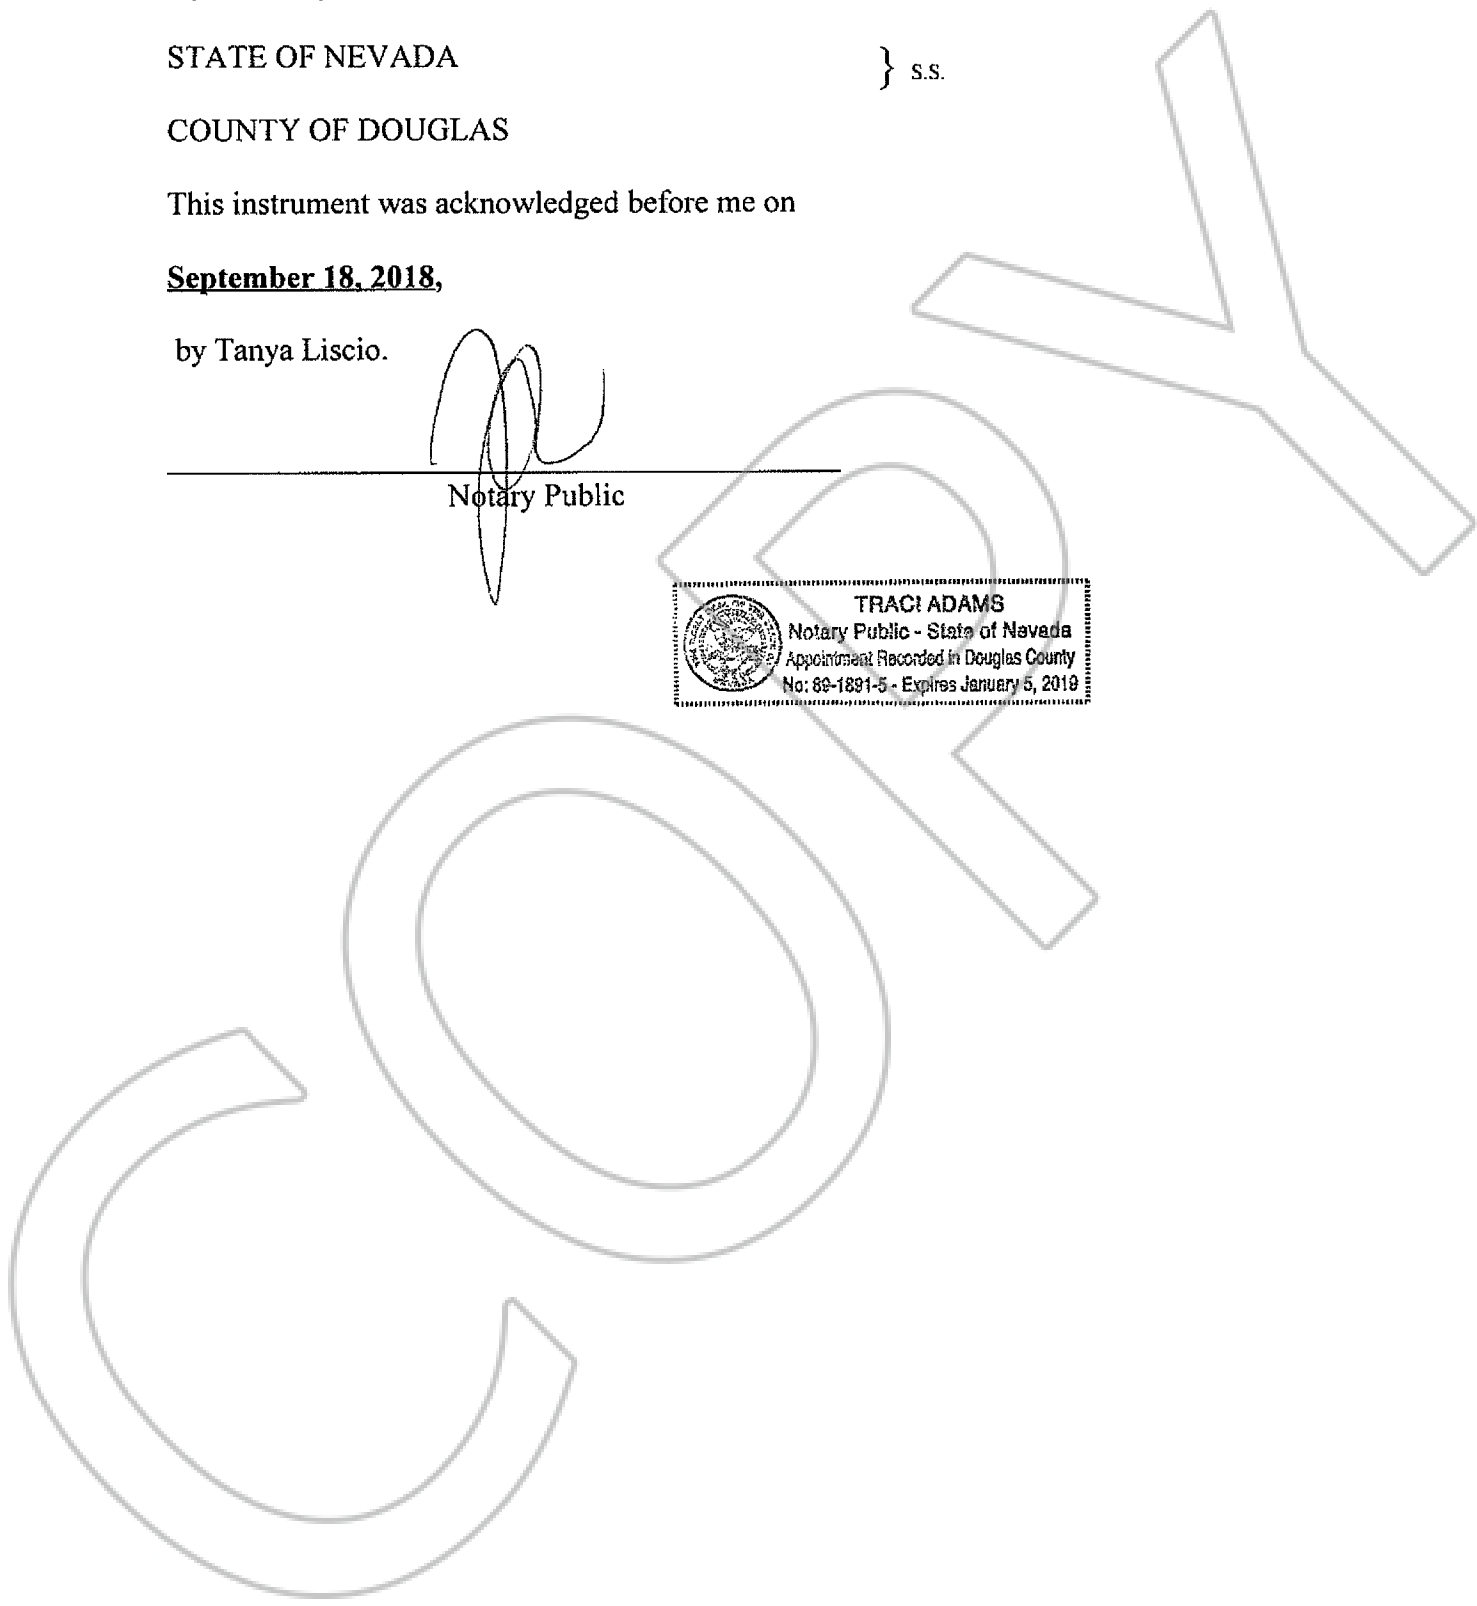 STATE OF NEVADA
} s.s.
COUNTY OF DOUGLAS
This instrument was acknowledged before me on
September 18, 2018,
by Tanya Liscio.
Notary Public
TRACI ADAMS
Notary Public - State of Nevada
Appointment Recorded in Douglas County
No: 89-1891-5 - Expires January 5, 2019
COPY